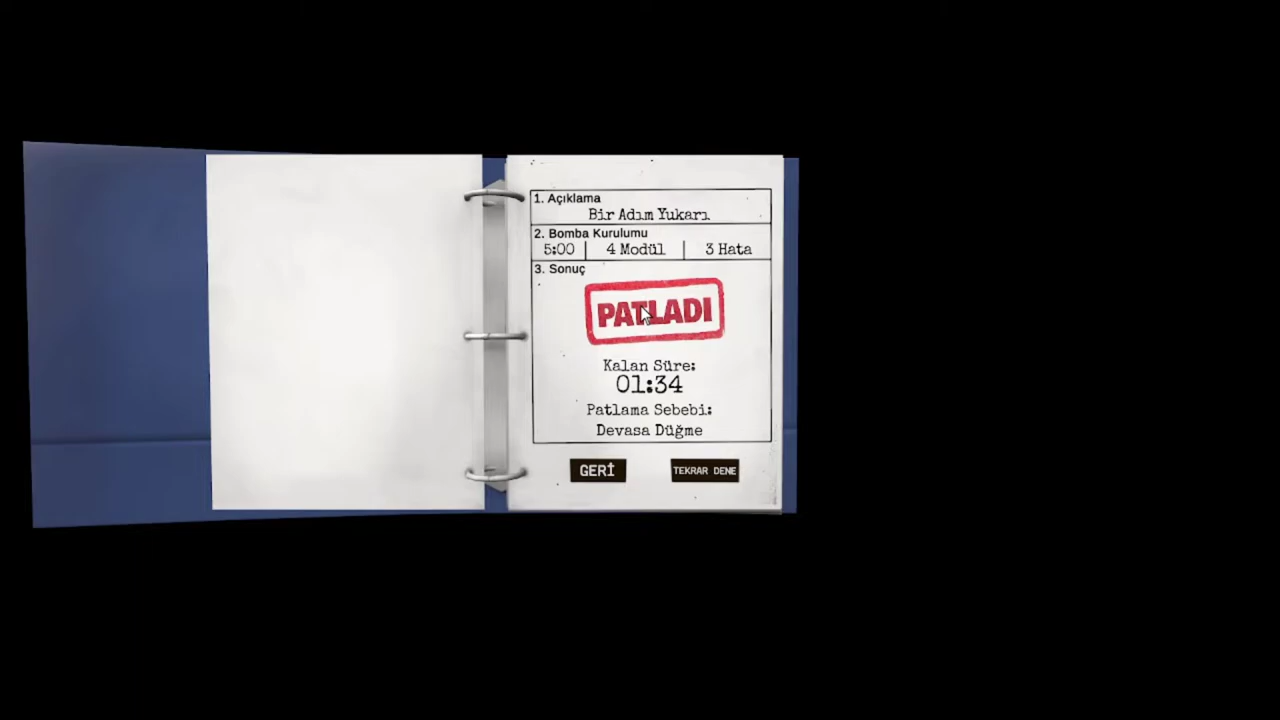 1. Açıklama
Bir Adım Yukarı
2. Bomba Kurulumu
5:00 | 4 Modül | 3 Hata
3. Sonuç
PATLADI
Kalan Süre:
01:34
Patlama Sebebi:
Devasa Düğme
GERİ
TEKRAR DENE